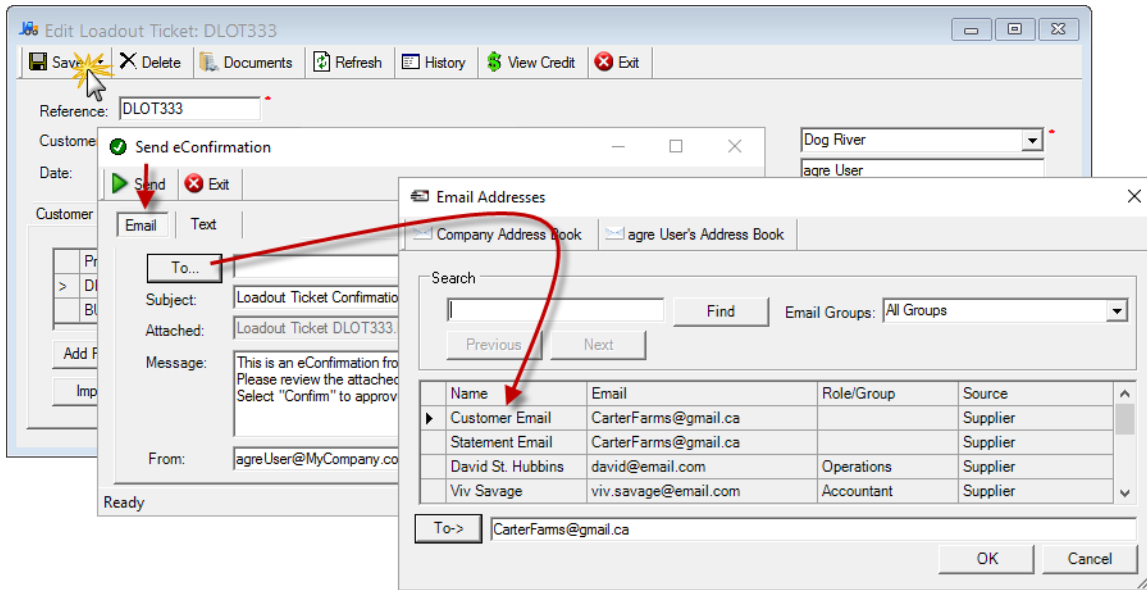 Edit Loadout Ticket: DLOT333
Save Delete Documents Refresh History View Credit Exit
Reference: DLOT333 *
Custome Dog River *
Date: agre User
Customer
Pr
> DI
BU
Add F
Imp
Send eConfirmation
Send Exit
Email Text
To...
Subject: Loadout Ticket Confirmatio
Attached: Loadout Ticket DLOT333.
Message: This is an eConfirmation fro
Please review the attached
Select "Confirm" to approv
From: agreUser@MyCompany.co
Ready
Email Addresses
Company Address Book agre User's Address Book
Search
Find Email Groups: All Groups
Previous Next
Name Email Role/Group Source
Customer Email CarterFarms@gmail.ca Supplier
Statement Email CarterFarms@gmail.ca Supplier
David St. Hubbins david@email.com Operations Supplier
Viv Savage viv.savage@email.com Accountant Supplier
To-> CarterFarms@gmail.ca
OK Cancel